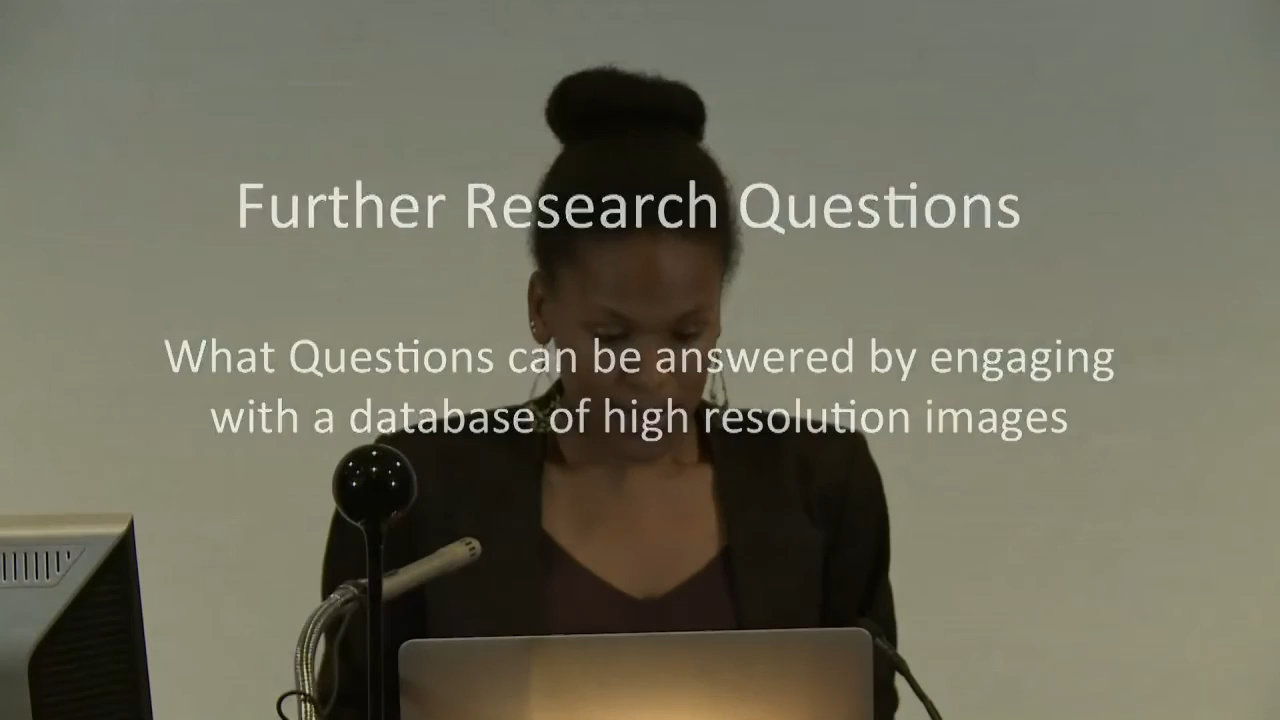 Further Research Questions
What Questions can be answered by engaging
with a database of high resolution images